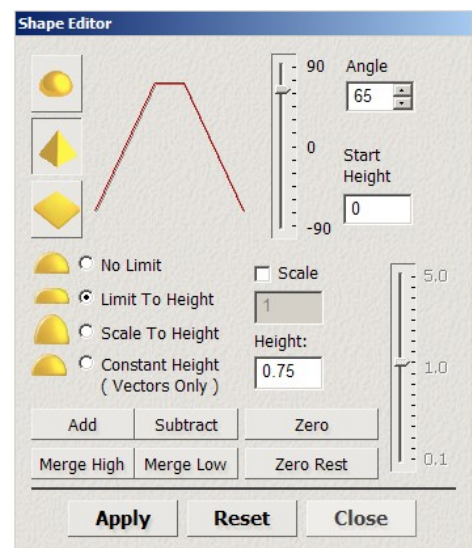 Shape Editor
90
Angle
65
0
Start
Height
0
-90
No Limit
Limit To Height
Scale To Height
Constant Height
( Vectors Only )
Scale
1
Height:
0.75
5.0
1.0
0.1
Add
Subtract
Zero
Merge High
Merge Low
Zero Rest
Apply
Reset
Close